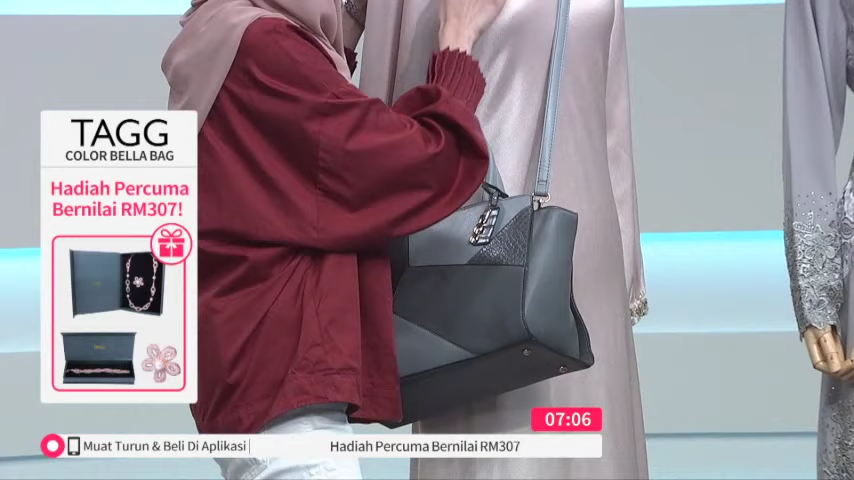 TAGG
COLOR BELLA BAG
Hadiah Percuma
Bernilai RM307!
07:06
Muat Turun & Beli Di Aplikasi
Hadiah Percuma Bernilai RM307